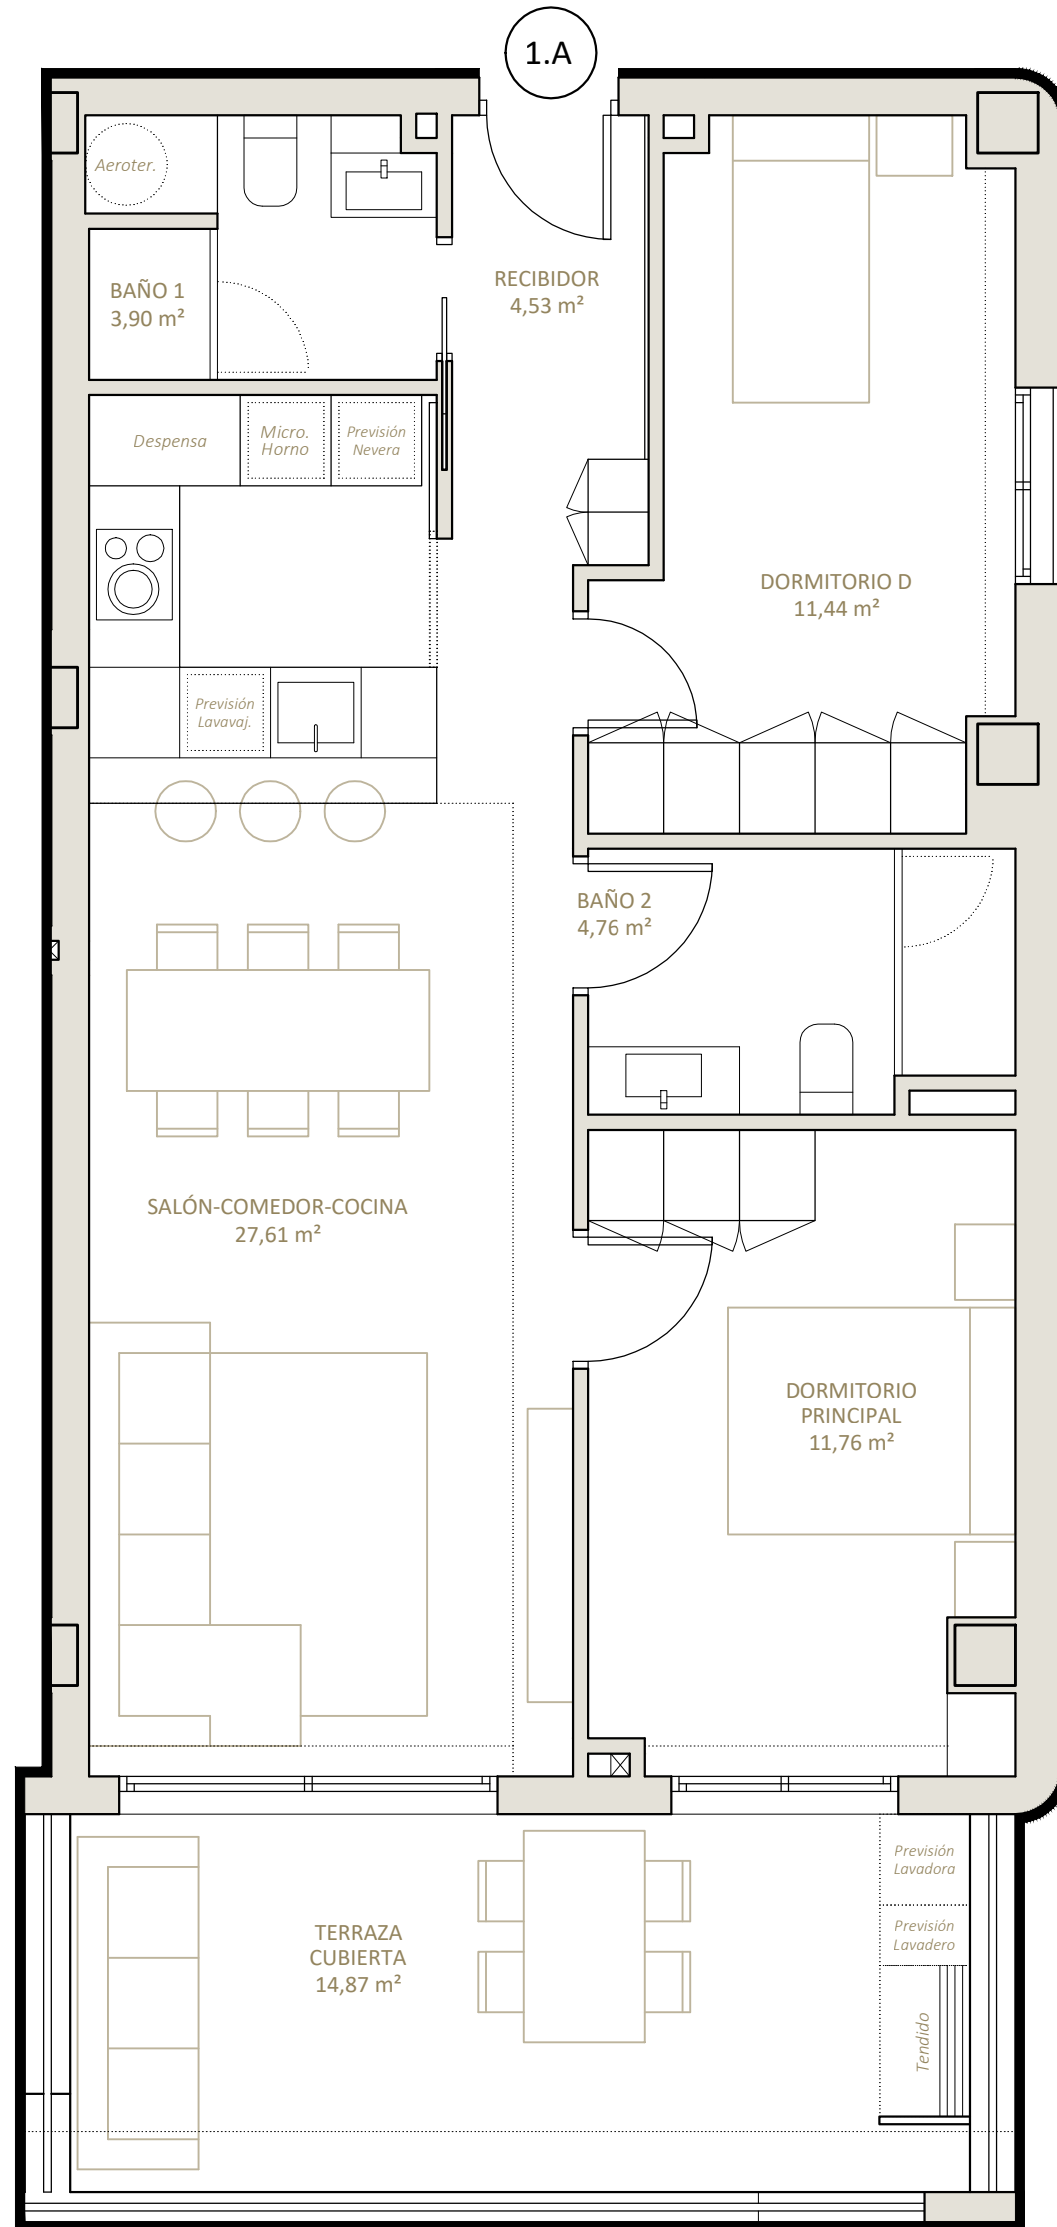 1.A
Aeroter.
BAÑO 1
3,90 m²
RECIBIDOR
4,53 m²
Despensa
Micro.
Horno
Previsión
Nevera
DORMITORIO D
11,44 m²
Previsión
Lavavaj.
BAÑO 2
4,76 m²
SALÓN-COMEDOR-COCINA
27,61 m²
DORMITORIO
PRINCIPAL
11,76 m²
TERRAZA
CUBIERTA
14,87 m²
Previsión
Lavadora
Previsión
Lavadero
Tendido